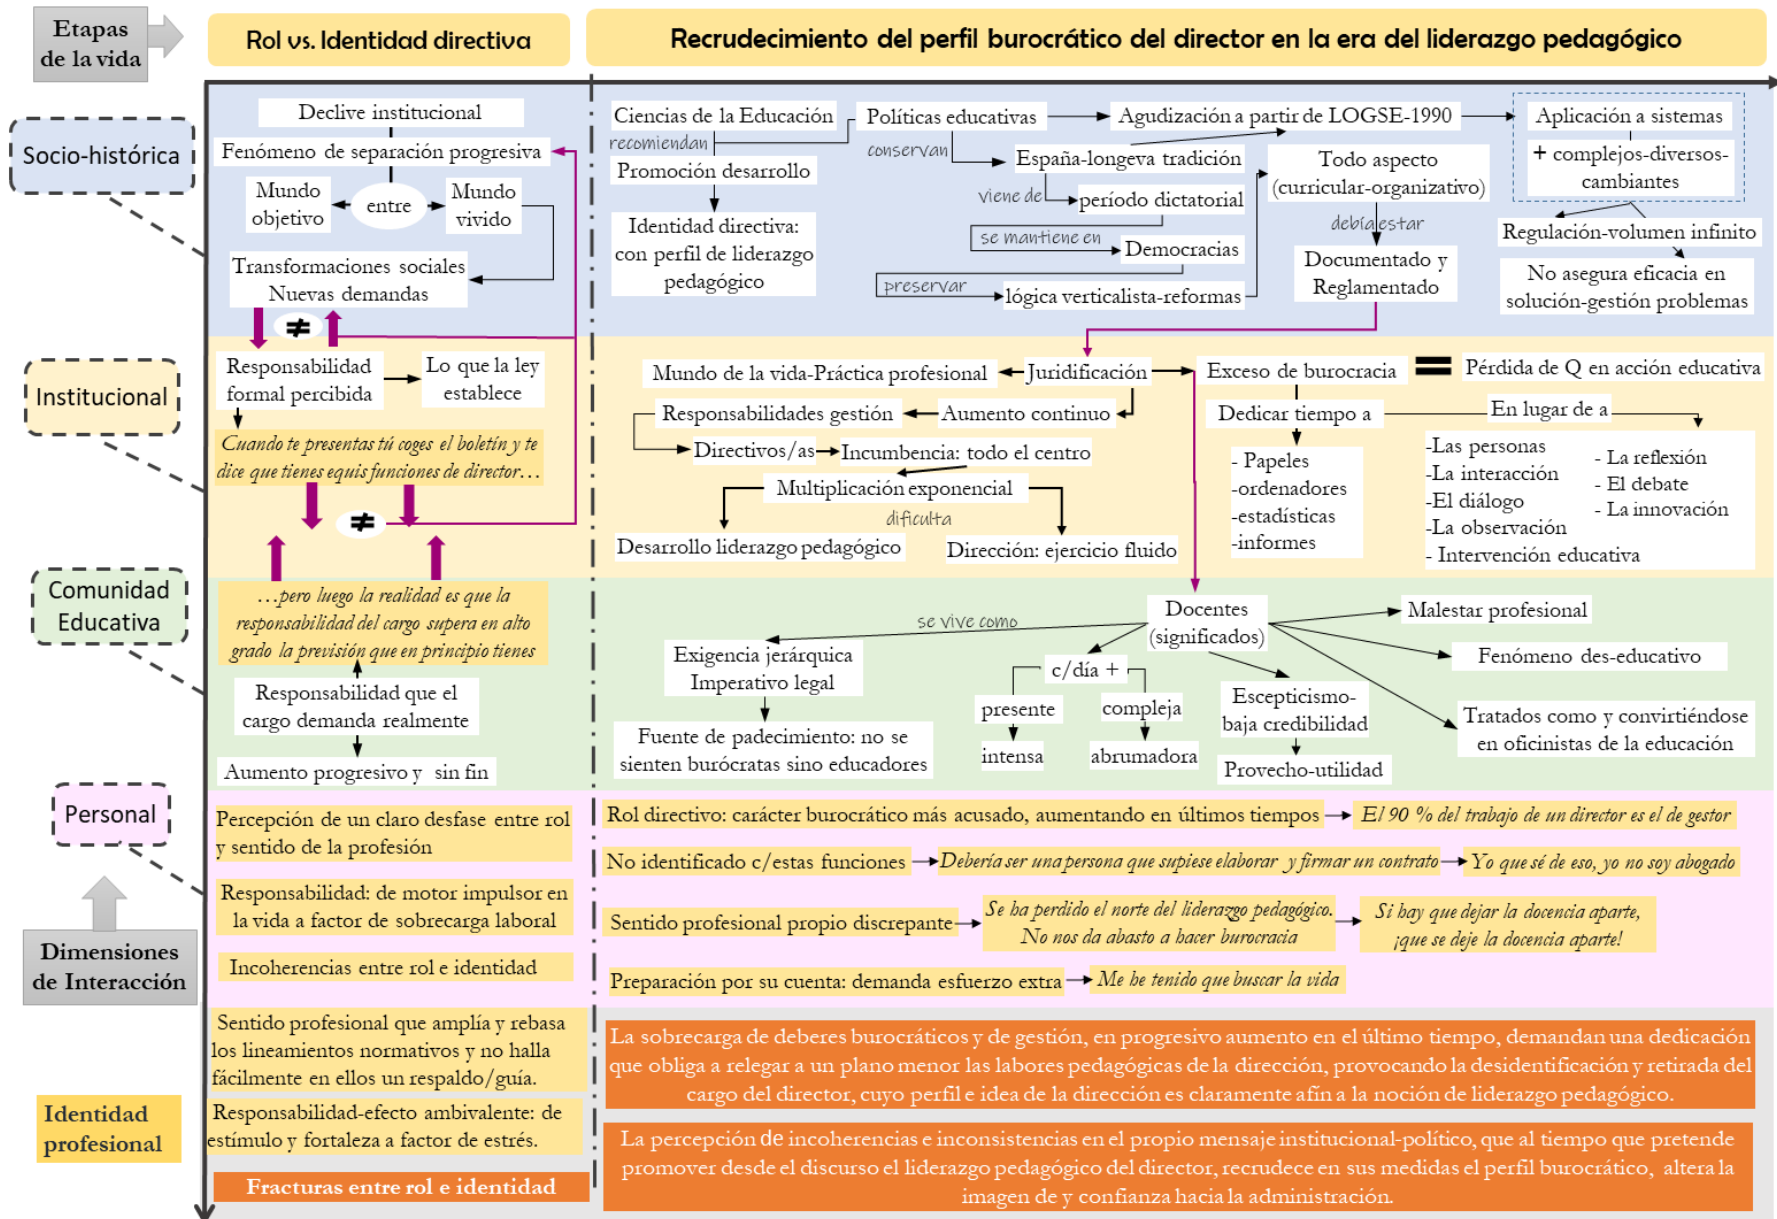 Etapas
de la vida
Rol vs. Identidad directiva
Recrudecimiento del perfil burocrático del director en la era del liderazgo pedagógico
Socio-histórica
Declive institucional
Fenómeno de separación progresiva
Mundo
objetivo
entre
Mundo
vivido
Transformaciones sociales
Nuevas demandas
≠
Ciencias de la Educación
recomiendan
Promoción desarrollo
Identidad directiva:
con perfil de liderazgo
pedagógico
Políticas educativas
conservan
España-longeva tradición
viene de
período dictatorial
se mantiene en
Democracias
preservar
lógica verticalista-reformas
Agudización a partir de LOGSE-1990
Todo aspecto
(curricular-organizativo)
debía estar
Documentado y
Reglamentado
Aplicación a sistemas
+ complejos-diversos-
cambiantes
Regulación-volumen infinito
No asegura eficacia en
solución-gestión problemas
Institucional
Responsabilidad
formal percibida
Lo que la ley
establece
Cuando te presentas tú coges el boletín y te
dice que tienes equis funciones de director…
≠
Mundo de la vida-Práctica profesional
Juridificación
Exceso de burocracia
=
Pérdida de Q en acción educativa
Responsabilidades gestión
Aumento continuo
Directivos/as
Incumbencia: todo el centro
Multiplicación exponencial
dificulta
Desarrollo liderazgo pedagógico
Dirección: ejercicio fluido
Dedicar tiempo a
- Papeles
-ordenadores
-estadísticas
-informes
En lugar de a
-Las personas
-La interacción
-El diálogo
-La observación
- Intervención educativa
- La reflexión
- El debate
- La innovación
Comunidad
Educativa
…pero luego la realidad es que la
responsabilidad del cargo supera en alto
grado la previsión que en principio tienes
Responsabilidad que el
cargo demanda realmente
Aumento progresivo y sin fin
Docentes
(significados)
se vive como
Exigencia jerárquica
Imperativo legal
Fuente de padecimiento: no se
sienten burócratas sino educadores
c/día +
presente
intensa
compleja
abrumadora
Escepticismo-
baja credibilidad
Provecho-utilidad
Malestar profesional
Fenómeno des-educativo
Tratados como y convirtiéndose
en oficinistas de la educación
Personal
Percepción de un claro desfase entre rol
y sentido de la profesión
Responsabilidad: de motor impulsor en
la vida a factor de sobrecarga laboral
Incoherencias entre rol e identidad
Rol directivo: carácter burocrático más acusado, aumentando en últimos tiempos
El 90 % del trabajo de un director es el de gestor
No identificado c/estas funciones
Debería ser una persona que supiese elaborar y firmar un contrato
Yo que sé de eso, yo no soy abogado
Sentido profesional propio discrepante
Se ha perdido el norte del liderazgo pedagógico.
No nos da abasto a hacer burocracia
Si hay que dejar la docencia aparte,
¡que se deje la docencia aparte!
Preparación por su cuenta: demanda esfuerzo extra
Me he tenido que buscar la vida
Dimensiones
de Interacción
Identidad
profesional
Sentido profesional que amplía y rebasa
los lineamientos normativos y no halla
fácilmente en ellos un respaldo/guía.
Responsabilidad-efecto ambivalente: de
estímulo y fortaleza a factor de estrés.
Fracturas entre rol e identidad
La sobrecarga de deberes burocráticos y de gestión, en progresivo aumento en el último tiempo, demandan una dedicación
que obliga a relegar a un plano menor las labores pedagógicas de la dirección, provocando la desidentificación y retirada del
cargo del director, cuyo perfil e idea de la dirección es claramente afín a la noción de liderazgo pedagógico.
La percepción de incoherencias e inconsistencias en el propio mensaje institucional-político, que al tiempo que pretende
promover desde el discurso el liderazgo pedagógico del director, recrudece en sus medidas el perfil burocrático, altera la
imagen de y confianza hacia la administración.